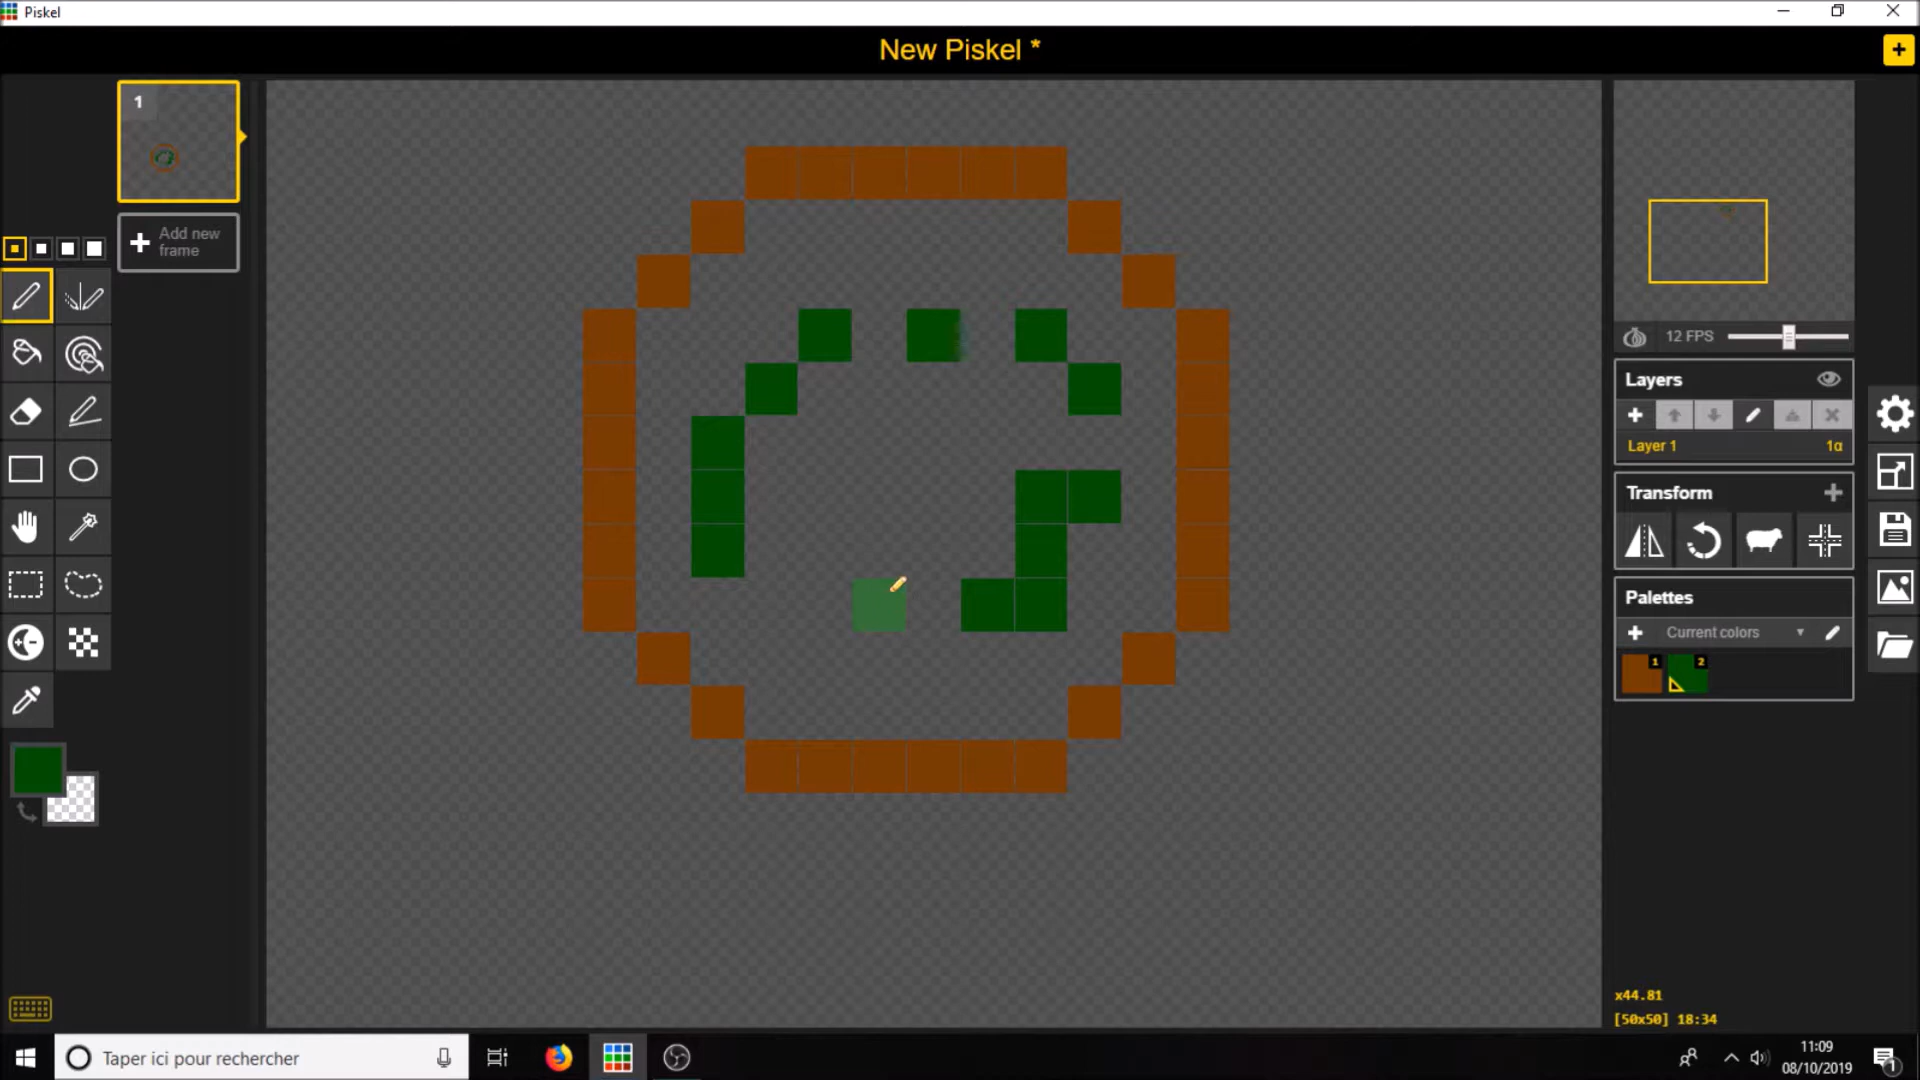 Piskel
New Piskel *
1
Add new
frame
12 FPS
Layers
Layer 1
1α
Transform
Palettes
Current colors
1
2
x44.81
[50x50] 18:34
Taper ici pour rechercher
11:09
08/10/2019
1